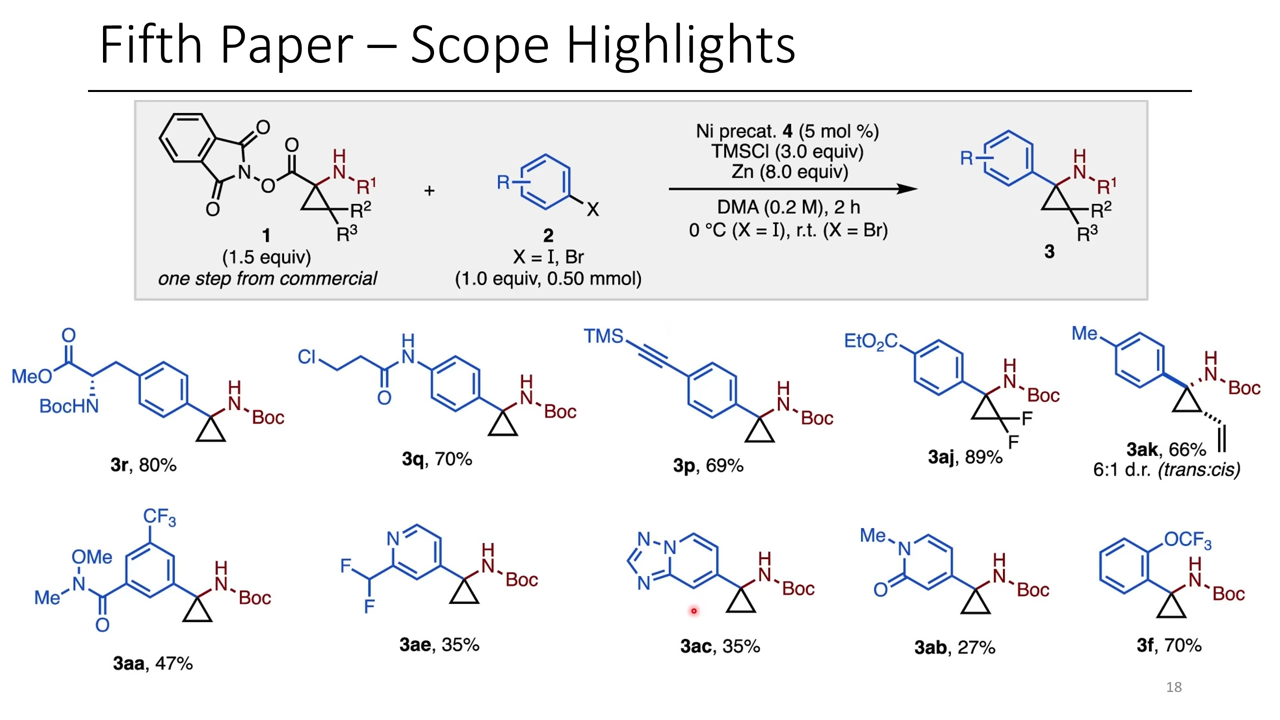 Fifth Paper – Scope Highlights
O
O
N
O
O
H
N
R¹
R²
R³
1
(1.5 equiv)
one step from commercial
+
R
X
2
X = I, Br
(1.0 equiv, 0.50 mmol)
Ni precat. 4 (5 mol %)
TMSCl (3.0 equiv)
Zn (8.0 equiv)
DMA (0.2 M), 2 h
0 °C (X = I), r.t. (X = Br)
R
H
N
R¹
R²
R³
3
O
MeO
BocHN
H
N
Boc
3r, 80%
Cl
O
H
N
H
N
Boc
3q, 70%
TMS
H
N
Boc
3p, 69%
EtO₂C
H
N
Boc
F
F
3aj, 89%
Me
H
N
Boc
3ak, 66%
6:1 d.r. (trans:cis)
CF₃
OMe
N
Me
O
H
N
Boc
3aa, 47%
N
F
F
H
N
Boc
3ae, 35%
N
N
N
H
N
Boc
3ac, 35%
Me
N
O
H
N
Boc
3ab, 27%
OCF₃
H
N
Boc
3f, 70%
18